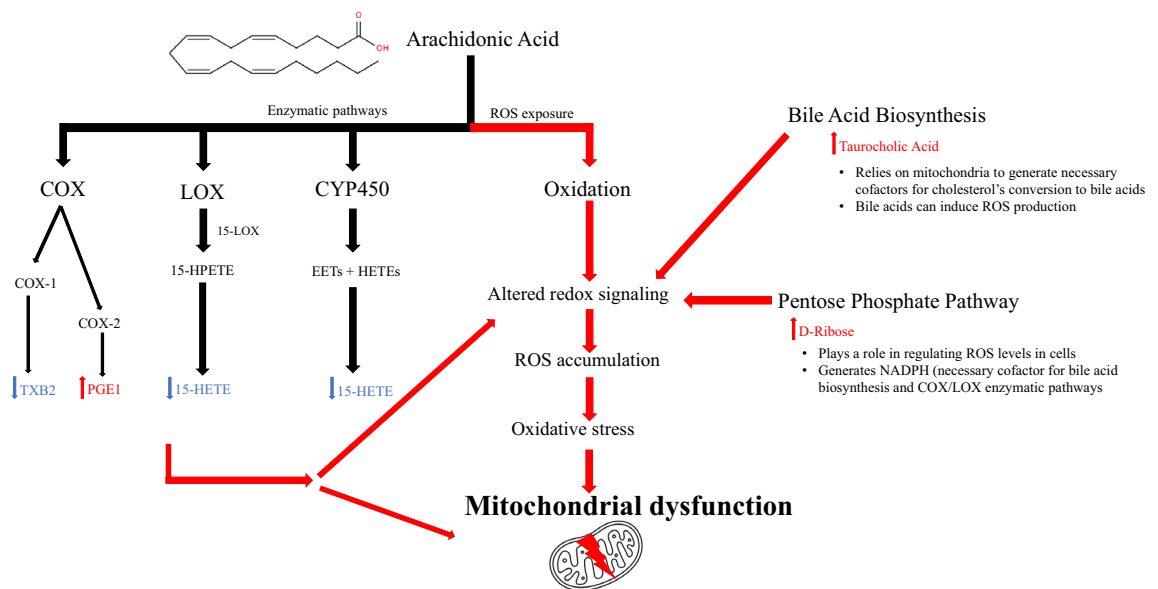 O
OH
Arachidonic Acid
Enzymatic pathways
ROS exposure
COX
LOX
CYP450
Oxidation
15-LOX
COX-1
COX-2
15-HPETE
EETs + HETEs
TXB2
PGE1
15-HETE
15-HETE
Altered redox signaling
ROS accumulation
Oxidative stress
Mitochondrial dysfunction
Bile Acid Biosynthesis
Taurocholic Acid
• Relies on mitochondria to generate necessary
cofactors for cholesterol's conversion to bile acids
• Bile acids can induce ROS production
Pentose Phosphate Pathway
D-Ribose
• Plays a role in regulating ROS levels in cells
• Generates NADPH (necessary cofactor for bile acid
biosynthesis and COX/LOX enzymatic pathways